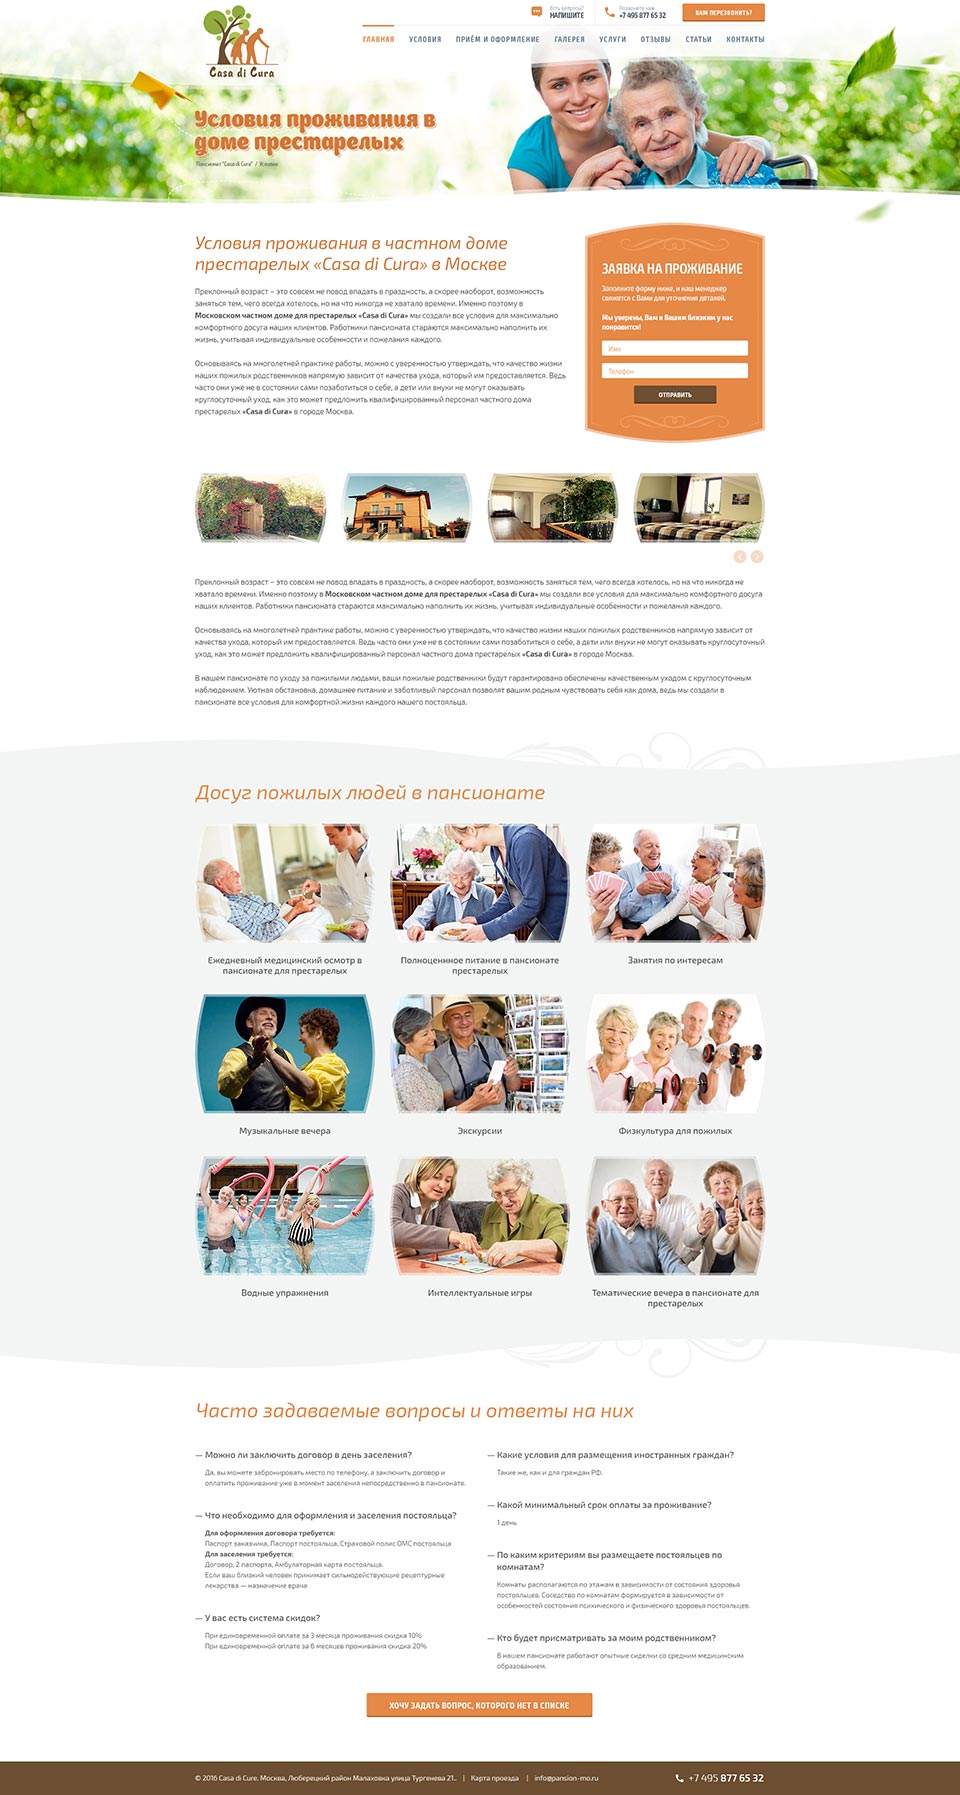 Есть вопросы?
НАПИШИТЕ
Позвоните нам
+7 495 877 65 32
ВАМ ПЕРЕЗВОНИТЬ?
Casa di Cura
ГЛАВНАЯ УСЛОВИЯ ПРИЁМ И ОФОРМЛЕНИЕ ГАЛЕРЕЯ УСЛУГИ ОТЗЫВЫ СТАТЬИ КОНТАКТЫ
Условия проживания в
доме престарелых
Пансионат "Casa di Cura" / Условия
Условия проживания в частном доме
престарелых «Casa di Cura» в Москве
Преклонный возраст – это совсем не повод впадать в праздность, а скорее наоборот, возможность
заняться тем, чего всегда хотелось, но на что никогда не хватало времени. Именно поэтому в
Московском частном доме для престарелых «Casa di Cura» мы создали все условия для максимально
комфортного досуга наших клиентов. Работники пансионата стараются максимально наполнить их
жизнь, учитывая индивидуальные особенности и пожелания каждого.
Основываясь на многолетней практике работы, можно с уверенностью утверждать, что качество жизни
наших пожилых родственников напрямую зависит от качества ухода, который им предоставляется. Ведь
часто они уже не в состоянии сами позаботиться о себе, а дети или внуки не могут оказывать
круглосуточный уход, как это может предложить квалифицированный персонал частного дома
престарелых «Casa di Cura» в городе Москва.
ЗАЯВКА НА ПРОЖИВАНИЕ
Заполните форму ниже, и наш менеджер
свяжется с Вами для уточнения деталей.
Мы уверены, Вам и Вашим близким у нас
понравится!
Имя
Телефон
ОТПРАВИТЬ
Преклонный возраст – это совсем не повод впадать в праздность, а скорее наоборот, возможность заняться тем, чего всегда хотелось, но на что никогда не
хватало времени. Именно поэтому в Московском частном доме для престарелых «Casa di Cura» мы создали все условия для максимально комфортного досуга
наших клиентов. Работники пансионата стараются максимально наполнить их жизнь, учитывая индивидуальные особенности и пожелания каждого.
Основываясь на многолетней практике работы, можно с уверенностью утверждать, что качество жизни наших пожилых родственников напрямую зависит от
качества ухода, который им предоставляется. Ведь часто они уже не в состоянии сами позаботиться о себе, а дети или внуки не могут оказывать круглосуточный
уход, как это может предложить квалифицированный персонал частного дома престарелых «Casa di Cura» в городе Москва.
В нашем пансионате по уходу за пожилыми людьми, ваши пожилые родственники будут гарантировано обеспечены качественным уходом с круглосуточным
наблюдением. Уютная обстановка, домашнее питание и заботливый персонал позволят вашим родным чувствовать себя как дома, ведь мы создали в
пансионате все условия для комфортной жизни каждого нашего постояльца.
Досуг пожилых людей в пансионате
Ежедневный медицинский осмотр в
пансионате для престарелых
Полноценное питание в пансионате
престарелых
Занятия по интересам
Музыкальные вечера
Экскурсии
Физкультура для пожилых
Водные упражнения
Интеллектуальные игры
Тематические вечера в пансионате для
престарелых
Часто задаваемые вопросы и ответы на них
— Можно ли заключить договор в день заселения?
Да, вы можете забронировать место по телефону, а заключить договор и
оплатить проживание уже в момент заселения непосредственно в пансионате.
— Что необходимо для оформления и заселения постояльца?
Для оформления договора требуется:
Паспорт заказчика, Паспорт постояльца, Страховой полис ОМС постояльца
Для заселения требуется:
Договор, 2 паспорта, Амбулаторная карта постояльца.
Если ваш близкий человек принимает сильнодействующие рецептурные
лекарства — назначение врача
— У вас есть система скидок?
При единовременной оплате за 3 месяца проживания скидка 10%
При единовременной оплате за 6 месяцев проживания скидка 20%
— Какие условия для размещения иностранных граждан?
Такие же, как и для граждан РФ.
— Какой минимальный срок оплаты за проживание?
1 день
— По каким критериям вы размещаете постояльцев по
комнатам?
Комнаты располагаются по этажам в зависимости от состояния здоровья
постояльцев. Соседство по комнатам формируется в зависимости от
особенностей состояния психического и физического здоровья постояльцев.
— Кто будет присматривать за моим родственником?
В нашем пансионате работают опытные сиделки со средним медицинским
образованием.
ХОЧУ ЗАДАТЬ ВОПРОС, КОТОРОГО НЕТ В СПИСКЕ
© 2016 Casa di Cure. Москва, Люберецкий район Малаховка улица Тургенева 21.. | Карта проезда | info@pansion-mo.ru
+7 495 877 65 32